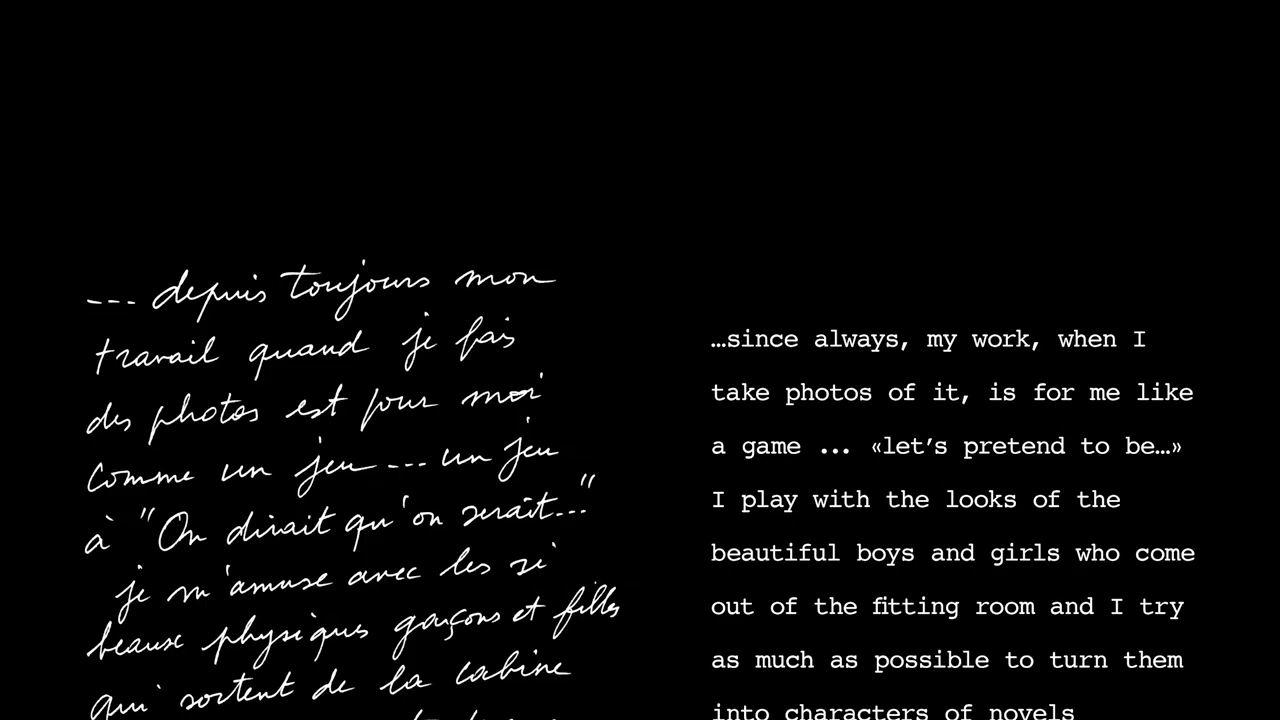 --- depuis toujours mon
travail quand je fais
des photos est pour moi
comme un jeu --- un jeu
à "On dirait qu'on serait..."
je m'amuse avec les si
beaux physiques garçons et filles
qui sortent de la cabine
…since always, my work, when I
take photos of it, is for me like
a game ... «let’s pretend to be…»
I play with the looks of the
beautiful boys and girls who come
out of the fitting room and I try
as much as possible to turn them
into characters of novels